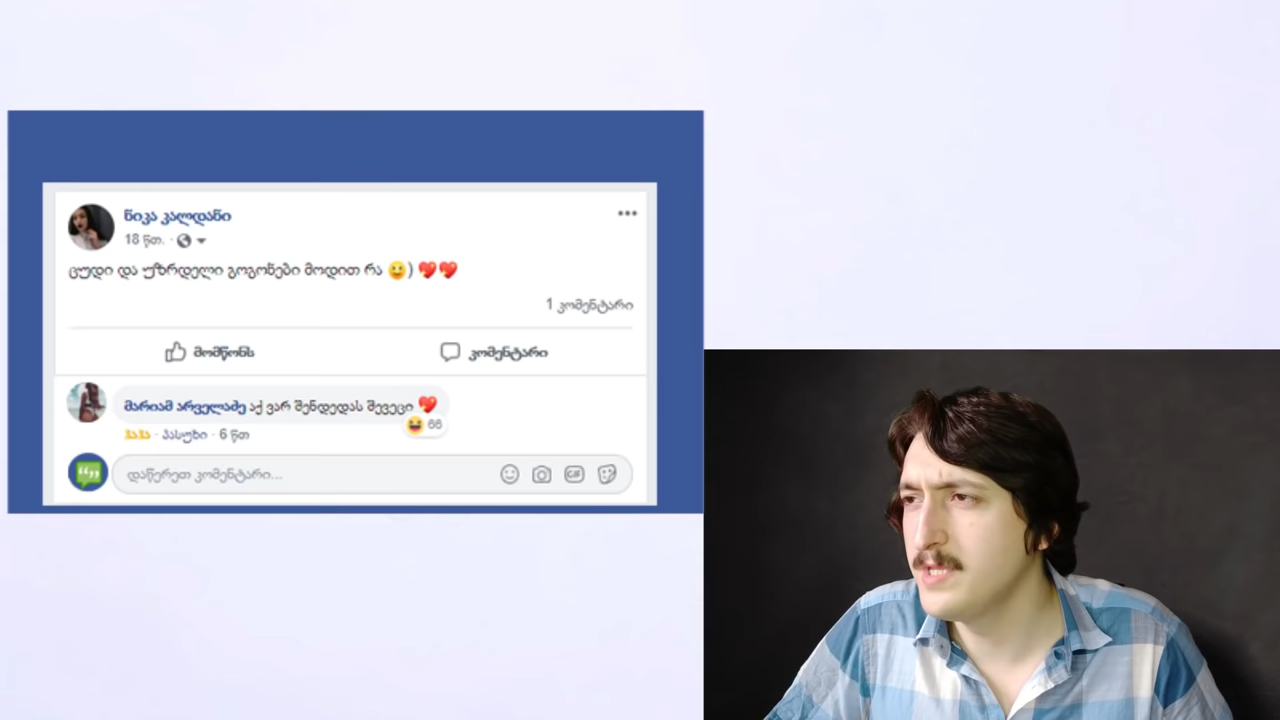 ნიკა კალდანი
18 წთ.
ცუდი და უზრდელი გოგონები მოდით რა 😃) 💖💖
1 კომენტარი
მომწონს
კომენტარი
მარიამ არველაძე აქ ვარ შენდედას შევეცი 💖
😆 66
ჰაჰა · პასუხი · 6 წთ
დაწერეთ კომენტარი...
GIF